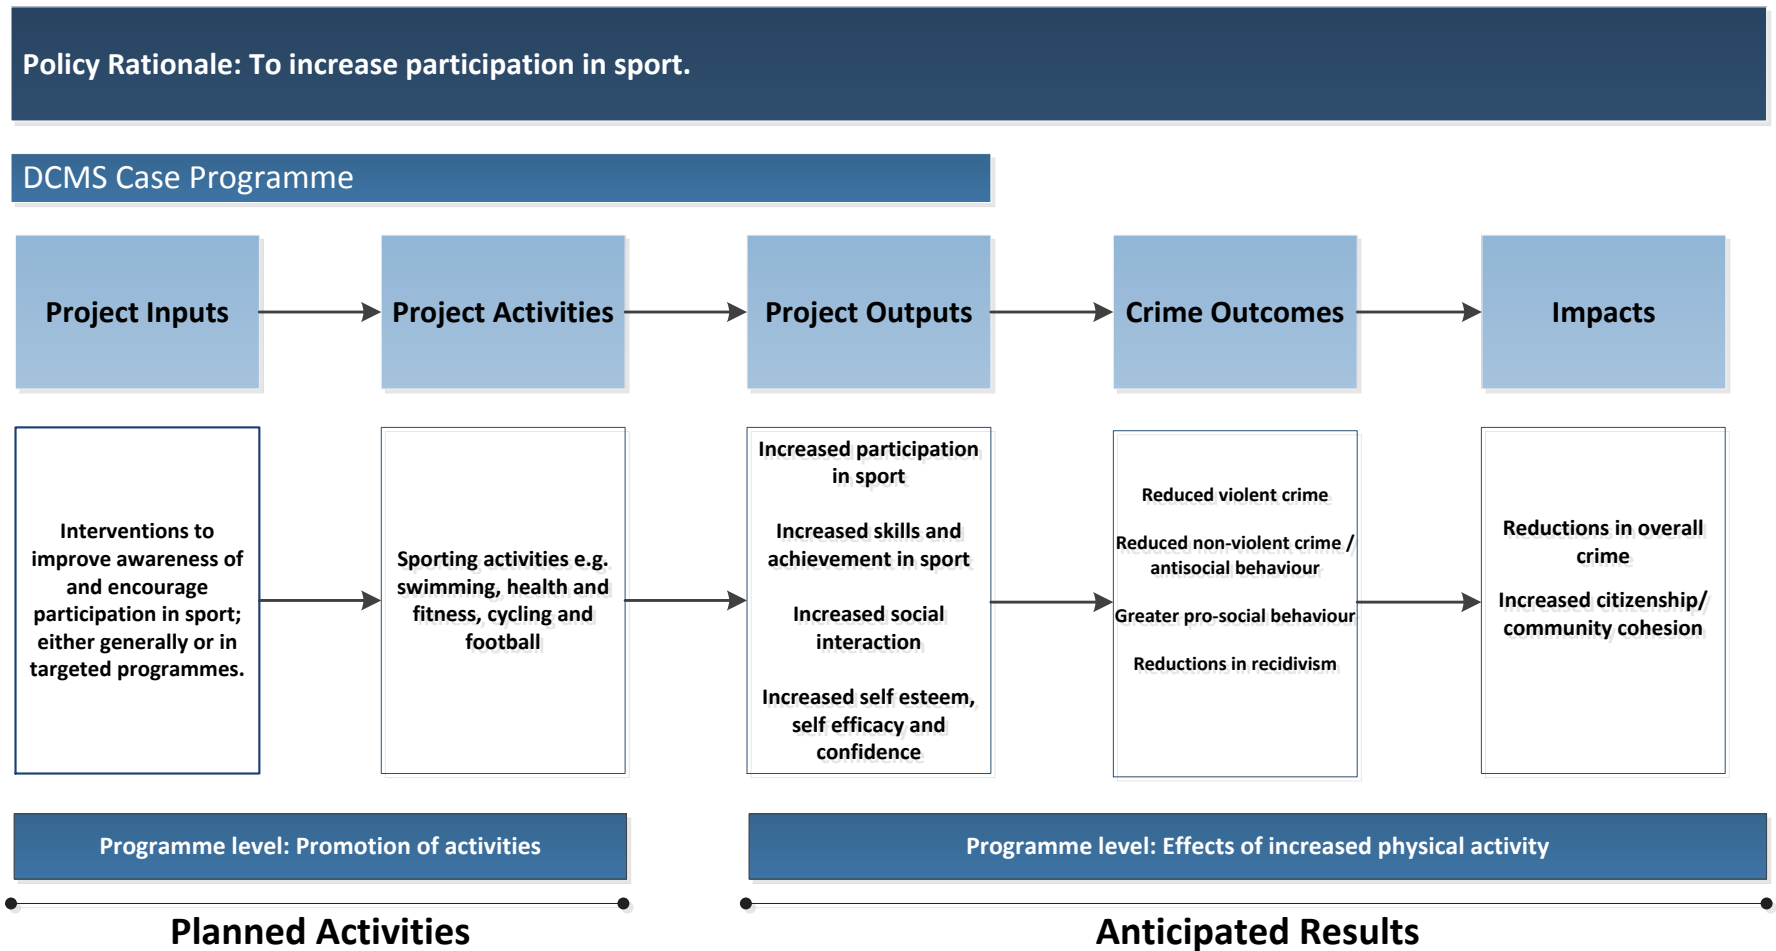 Policy Rationale: To increase participation in sport.
DCMS Case Programme
Project Inputs
Project Activities
Project Outputs
Crime Outcomes
Impacts
Interventions to
improve awareness of
and encourage
participation in sport;
either generally or in
targeted programmes.
Sporting activities e.g.
swimming, health and
fitness, cycling and
football
Increased participation
in sport
Increased skills and
achievement in sport
Increased social
interaction
Increased self esteem,
self efficacy and
confidence
Reduced violent crime
Reduced non-violent crime /
antisocial behaviour
Greater pro-social behaviour
Reductions in recidivism
Reductions in overall
crime
Increased citizenship/
community cohesion
Programme level: Promotion of activities
Programme level: Effects of increased physical activity
Planned Activities
Anticipated Results